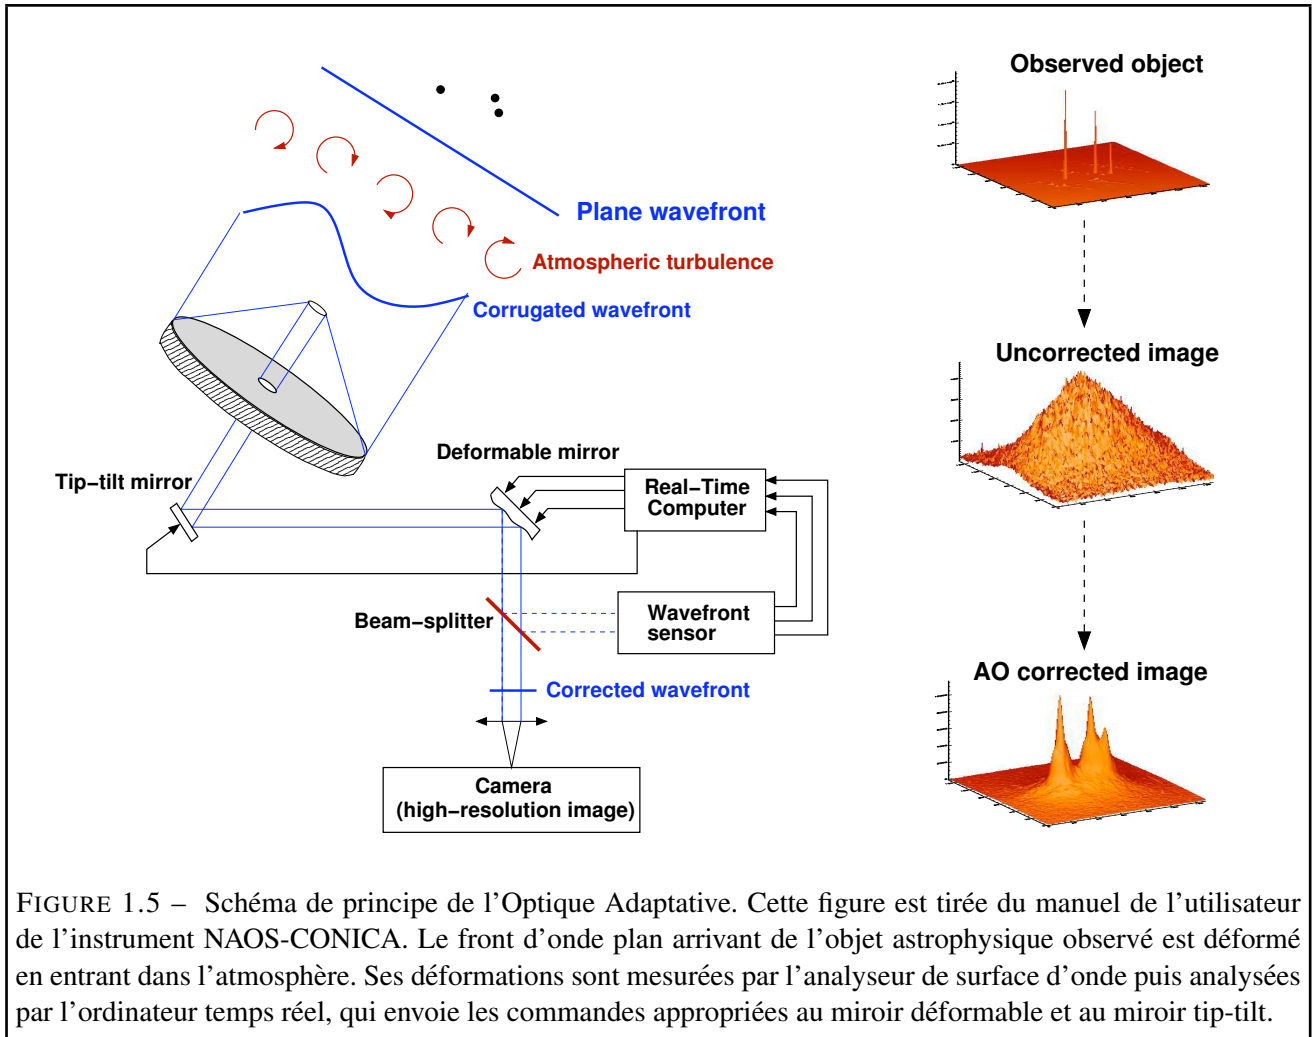 Observed object
Plane wavefront
Atmospheric turbulence
Corrugated wavefront
Uncorrected image
Deformable mirror
Tip-tilt mirror
Real-Time
Computer
Beam-splitter
Wavefront
sensor
AO corrected image
Corrected wavefront
Camera
(high-resolution image)
FIGURE 1.5 – Schéma de principe de l'Optique Adaptative. Cette figure est tirée du manuel de l'utilisateur
de l'instrument NAOS-CONICA. Le front d'onde plan arrivant de l'objet astrophysique observé est déformé
en entrant dans l'atmosphère. Ses déformations sont mesurées par l'analyseur de surface d'onde puis analysées
par l'ordinateur temps réel, qui envoie les commandes appropriées au miroir déformable et au miroir tip-tilt.